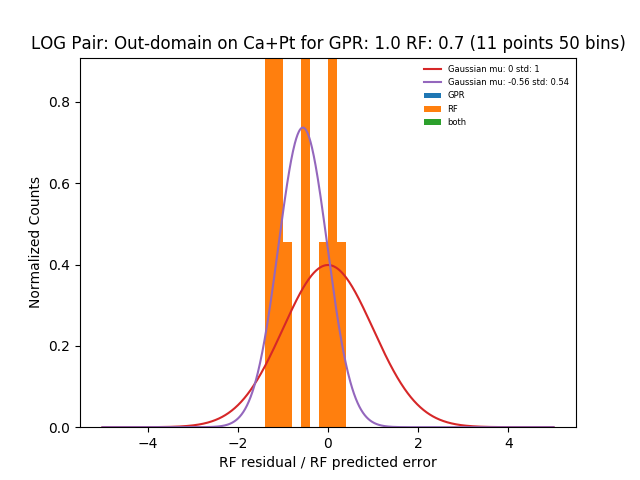 LOG Pair: Out-domain on Ca+Pt for GPR: 1.0 RF: 0.7 (11 points 50 bins)
Gaussian mu: 0 std: 1
Gaussian mu: -0.56 std: 0.54
GPR
RF
both
Normalized Counts
0.8
0.6
0.4
0.2
0.0
−4 −2 0 2 4
RF residual / RF predicted error